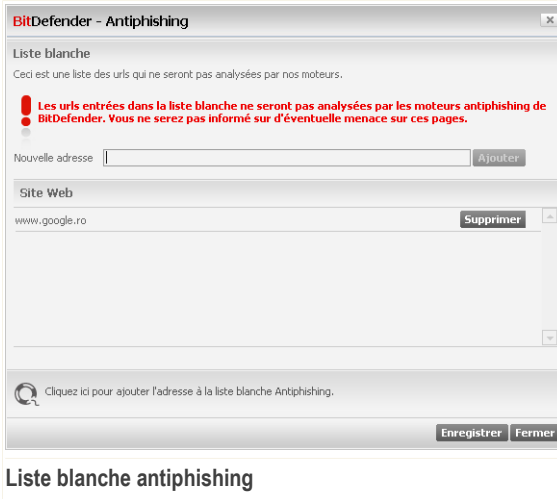 BitDefender - Antiphishing
Liste blanche
Ceci est une liste des urls qui ne seront pas analysées par nos moteurs.
Les urls entrées dans la liste blanche ne seront pas analysées par les moteurs antiphishing de
BitDefender. Vous ne serez pas informé sur d'éventuelle menace sur ces pages.
Nouvelle adresse
Ajouter
Site Web
www.google.ro
Supprimer
Cliquez ici pour ajouter l'adresse à la liste blanche Antiphishing.
Enregistrer
Fermer
Liste blanche antiphishing